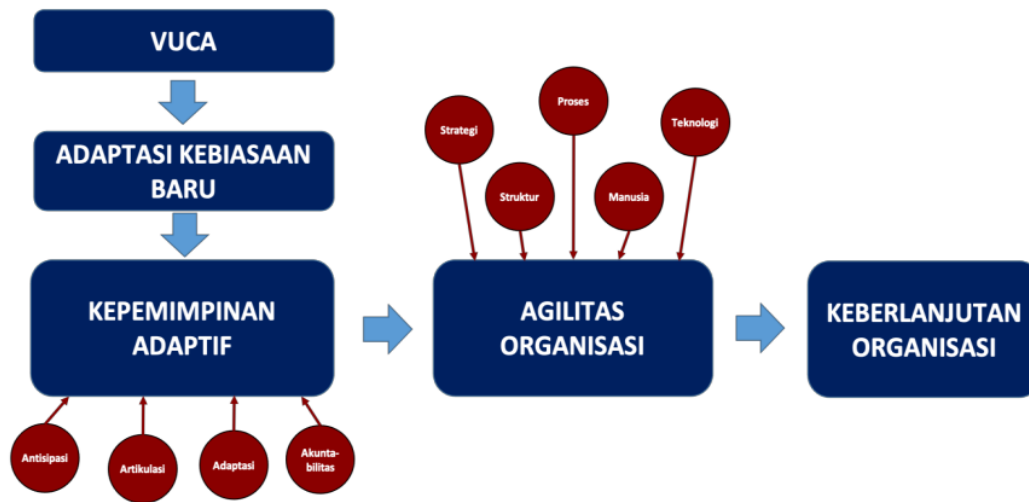 VUCA
ADAPTASI KEBIASAAN
BARU
KEPEMIMPINAN
ADAPTIF
Antisipasi
Artikulasi
Adaptasi
Akunta-
bilitas
Strategi
Struktur
Proses
Manusia
Teknologi
AGILITAS
ORGANISASI
KEBERLANJUTAN
ORGANISASI